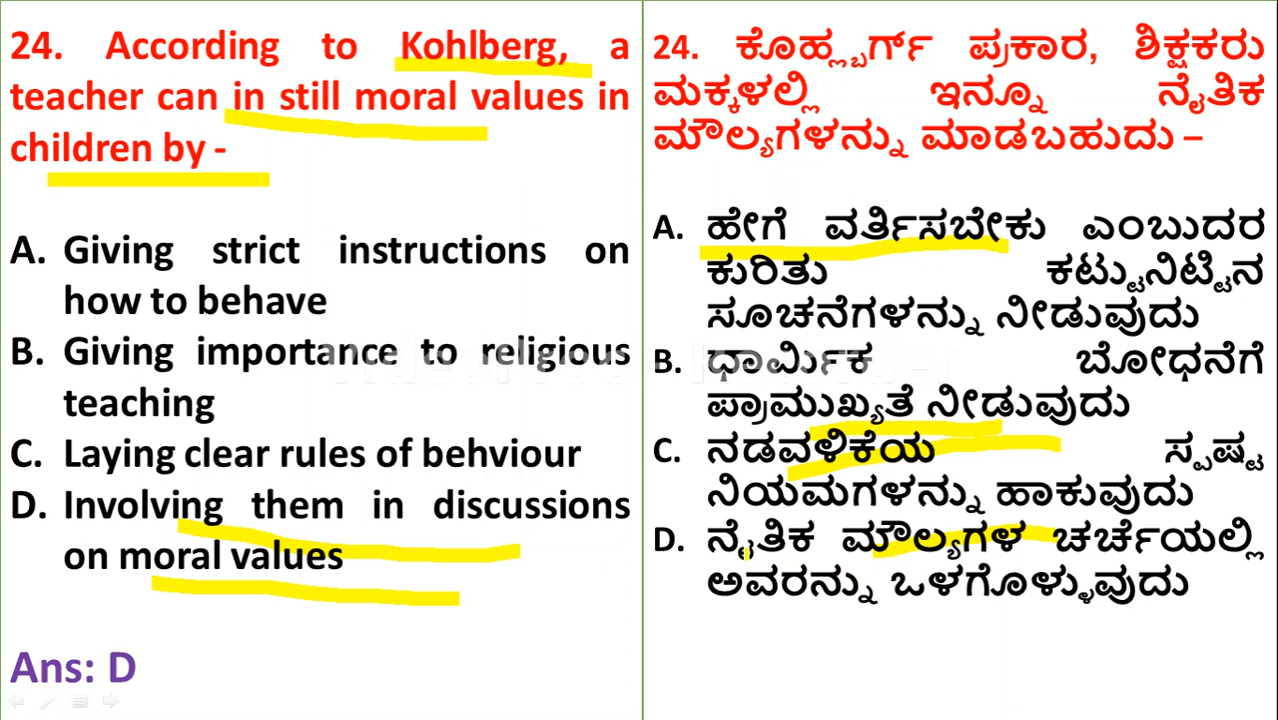 24. According to Kohlberg, a
teacher can in still moral values in
children by -
A. Giving strict instructions on
how to behave
B. Giving importance to religious
teaching
C. Laying clear rules of behviour
D. Involving them in discussions
on moral values
Ans: D
24. ಕೊಹ್ಲ್ಬರ್ಗ್ ಪ್ರಕಾರ, ಶಿಕ್ಷಕರು
ಮಕ್ಕಳಲ್ಲಿ ಇನ್ನೂ ನೈತಿಕ
ಮೌಲ್ಯಗಳನ್ನು ಮಾಡಬಹುದು –
A. ಹೇಗೆ ವರ್ತಿಸಬೇಕು ಎಂಬುದರ
ಕುರಿತು ಕಟ್ಟುನಿಟ್ಟಿನ
ಸೂಚನೆಗಳನ್ನು ನೀಡುವುದು
B. ಧಾರ್ಮಿಕ ಬೋಧನೆಗೆ
ಪ್ರಾಮುಖ್ಯತೆ ನೀಡುವುದು
C. ನಡವಳಿಕೆಯ ಸ್ಪಷ್ಟ
ನಿಯಮಗಳನ್ನು ಹಾಕುವುದು
D. ನೈತಿಕ ಮೌಲ್ಯಗಳ ಚರ್ಚೆಯಲ್ಲಿ
ಅವರನ್ನು ಒಳಗೊಳ್ಳುವುದು